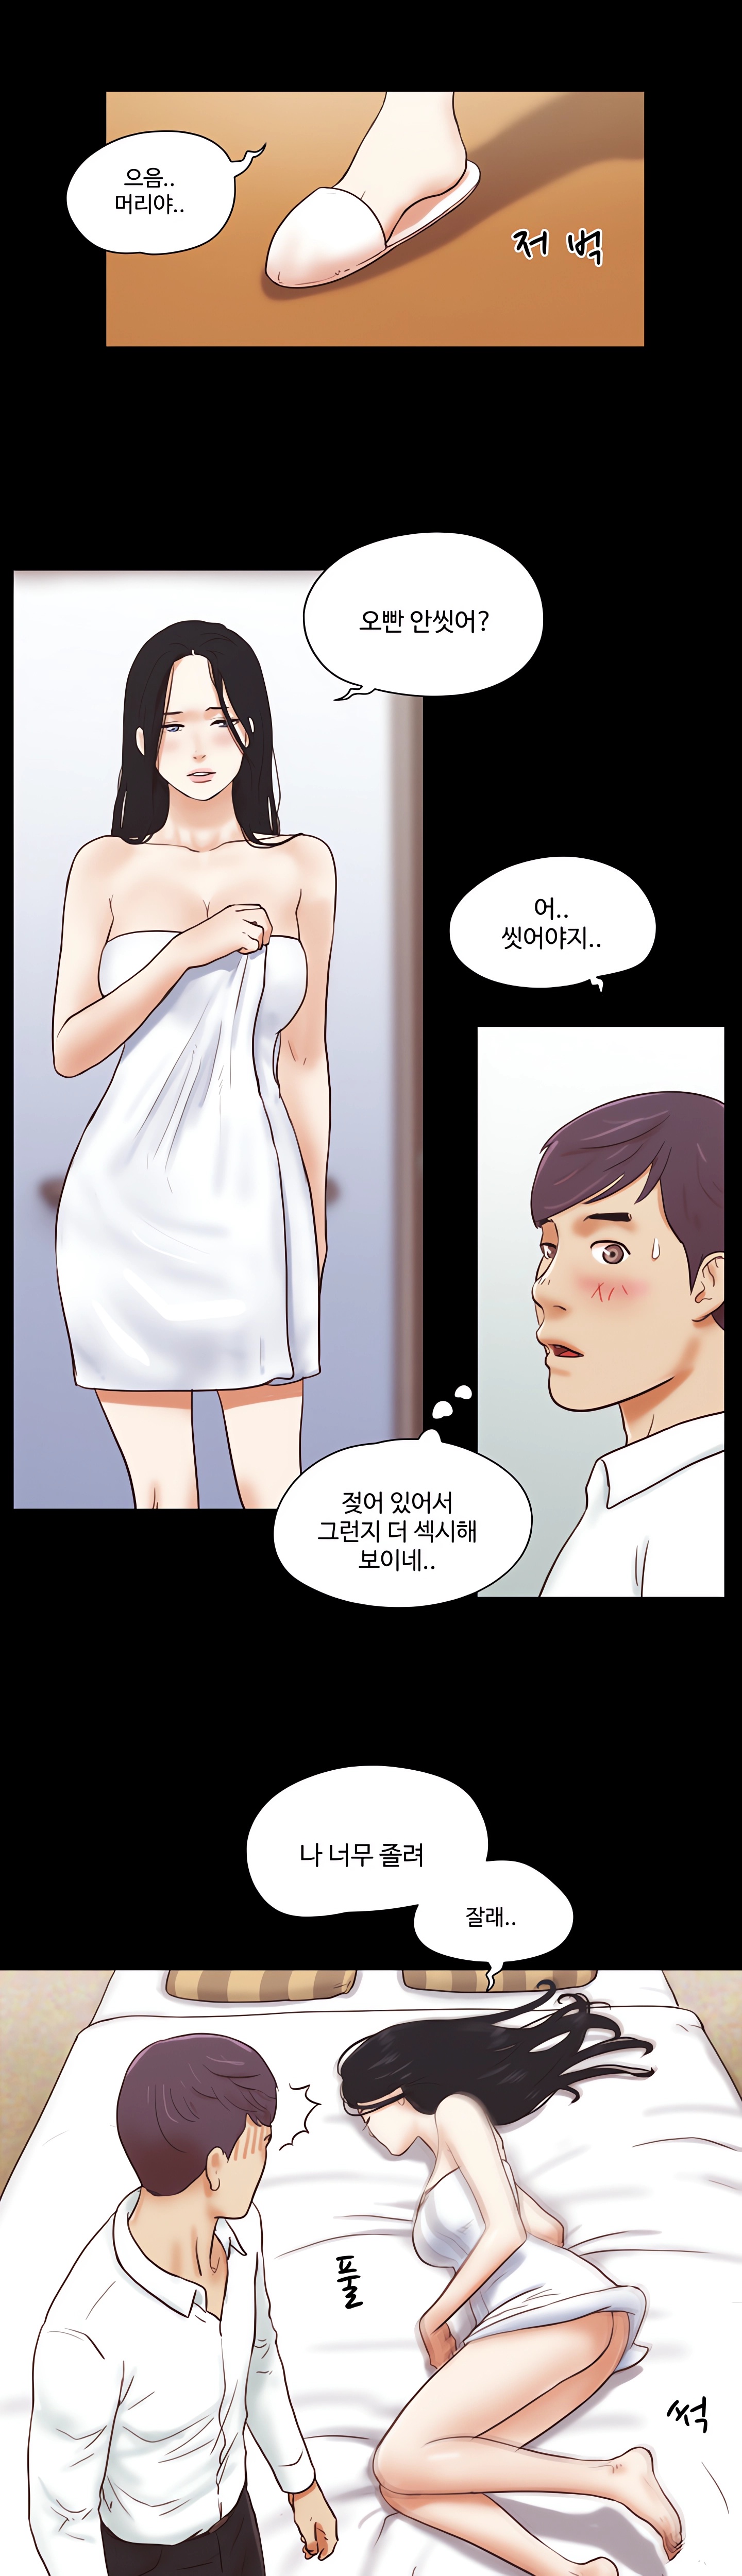 으음..
머리야..
저 벅
오빤 안씻어?
어..
씻어야지..
젖어 있어서
그런지 더 섹시해
보이네..
나 너무 졸려
잘래..
풀
썩